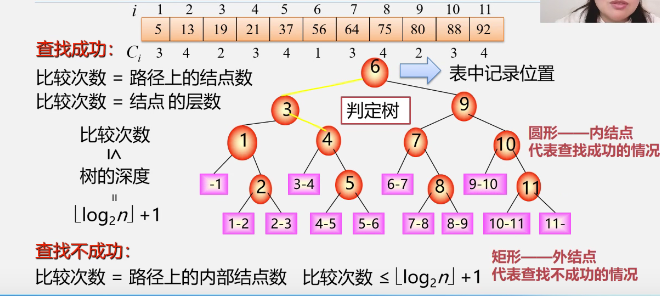 i 1 2 3 4 5 6 7 8 9 10 11
5 13 19 21 37 56 64 75 80 88 92
查找成功： Ci 3 4 2 3 4 1 3 4 2 3 4
比较次数 = 路径上的结点数
6
表中记录位置
比较次数 = 结点的层数
3
判定树
9
比较次数
≤
树的深度
=
⌊log₂n⌋+1
1
4
7
10
圆形——内结点
代表查找成功的情况
-1
2
3-4
5
6-7
8
9-10
11
1-2
2-3
4-5
5-6
7-8
8-9
10-11
11-
查找不成功：
比较次数 = 路径上的内部结点数 比较次数 ≤ ⌊log₂n⌋+1
矩形——外结点
代表查找不成功的情况